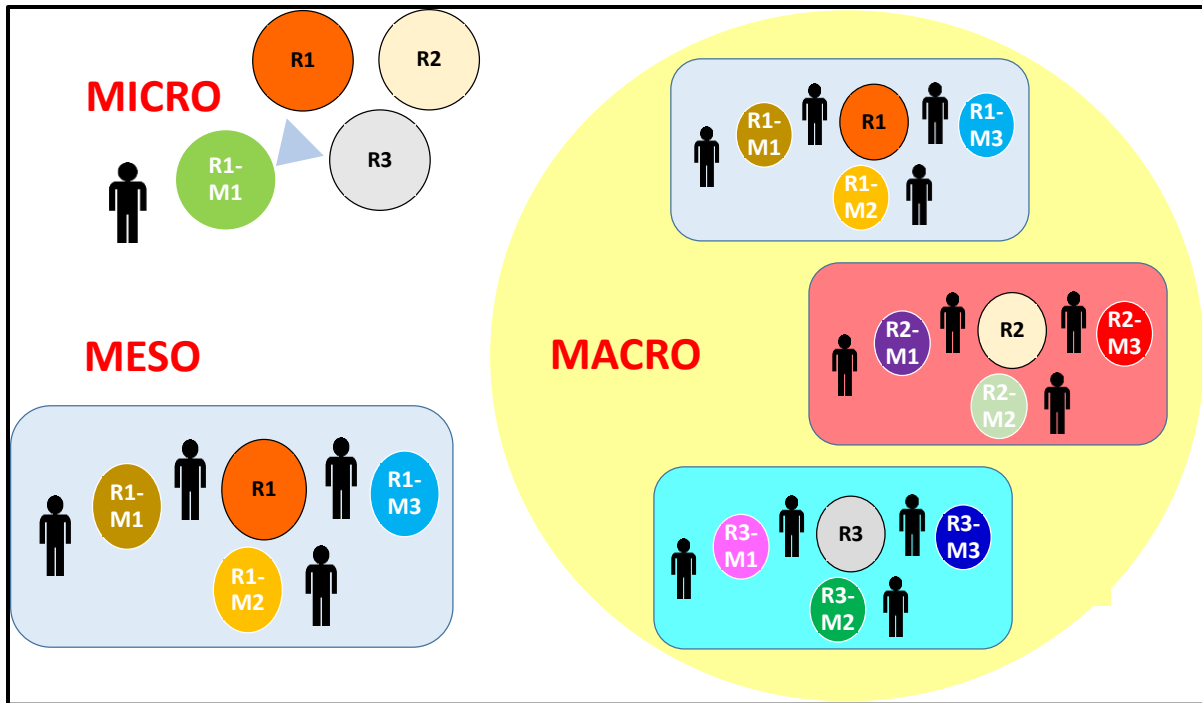 MICRO
R1
R2
R3
R1-
M1
MESO
R1-
M1
R1
R1-
M2
R1-
M3
MACRO
R1-
M1
R1
R1-
M2
R1-
M3
R2-
M1
R2
R2-
M2
R2-
M3
R3-
M1
R3
R3-
M2
R3-
M3